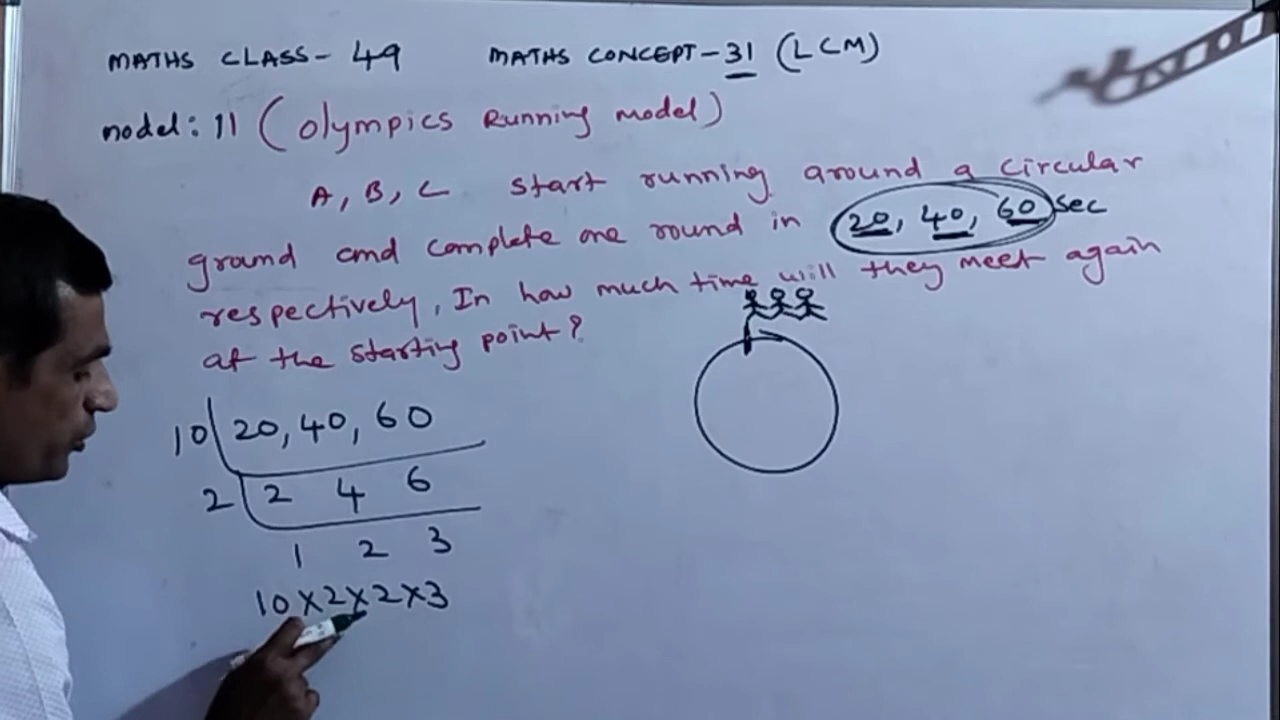 MATHS CLASS - 49 MATHS CONCEPT - 31 (LCM)
model: 11 (Olympics Running model)
A, B, C start running around a circular
ground and complete one round in 20, 40, 60 sec
respectively, In how much time will they meet again
at the starting point?
10 20, 40, 60
2 2 4 6
1 2 3
10×2×2×3